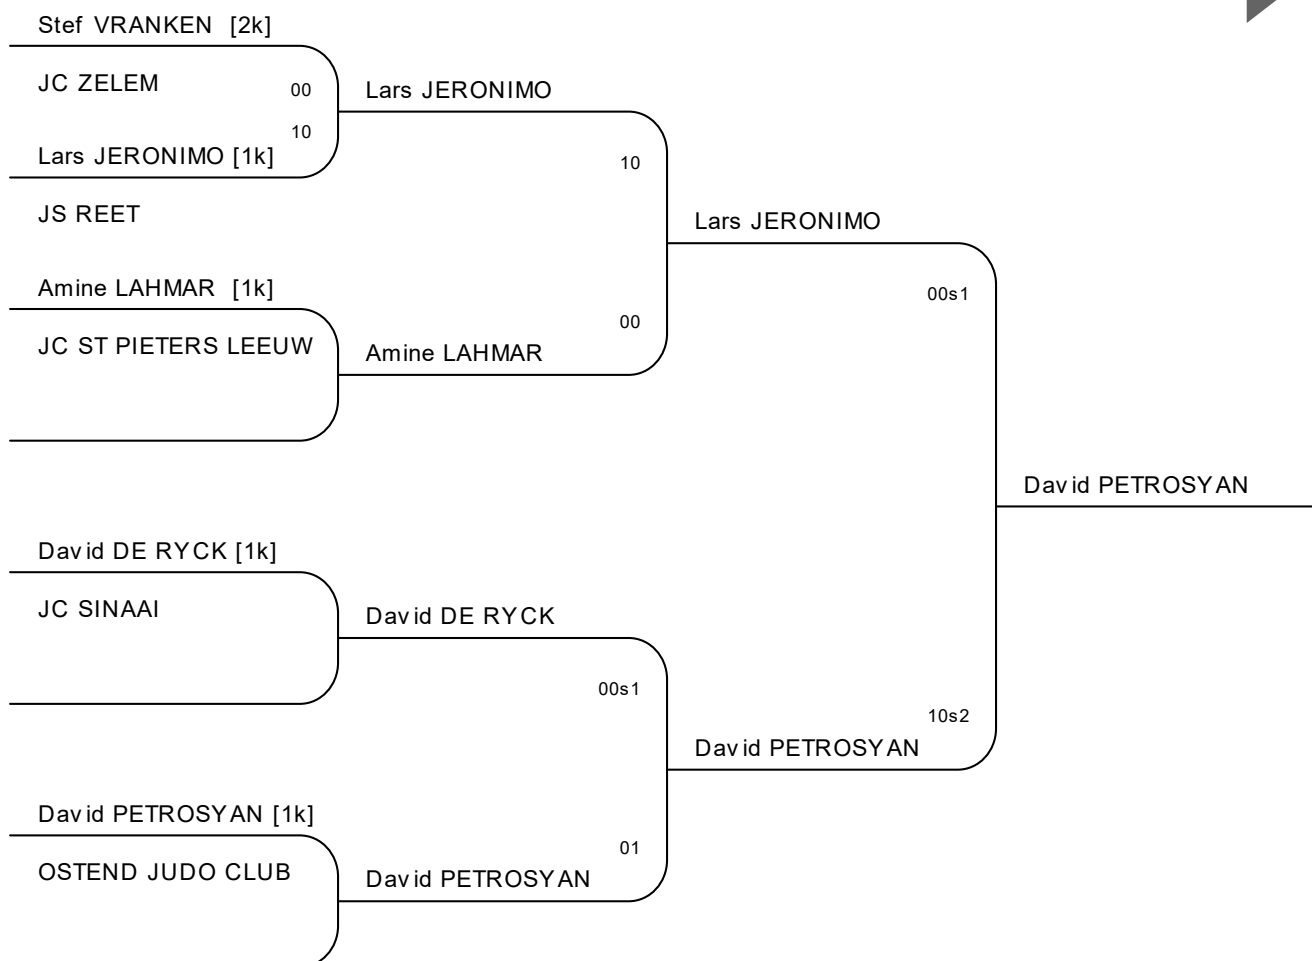 Stef VRANKEN [2k]
JC ZELEM
00
Lars JERONIMO
10
Lars JERONIMO [1k]
10
JS REET
Lars JERONIMO
Amine LAHMAR [1k]
00s1
00
JC ST PIETERS LEEUW
Amine LAHMAR
David PETROSYAN
David DE RYCK [1k]
JC SINAAI
David DE RYCK
00s1
10s2
David PETROSYAN
David PETROSYAN [1k]
01
OSTEND JUDO CLUB
David PETROSYAN